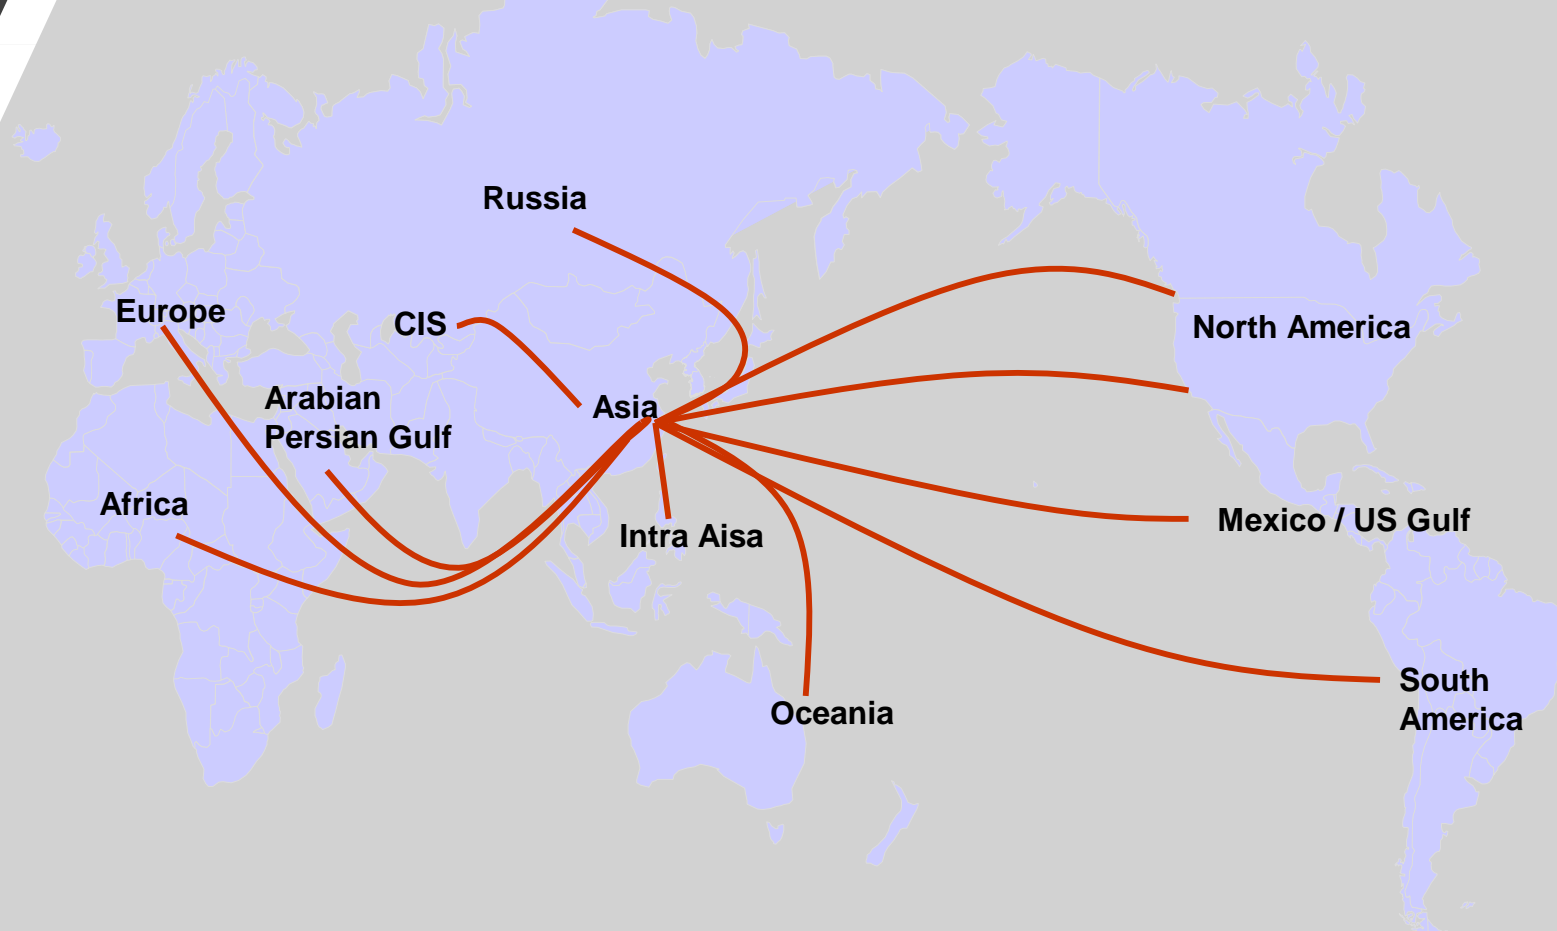 Russia
Europe
CIS
North America
Arabian
Persian Gulf
Asia
Africa
Intra Aisa
Mexico / US Gulf
Oceania
South
America